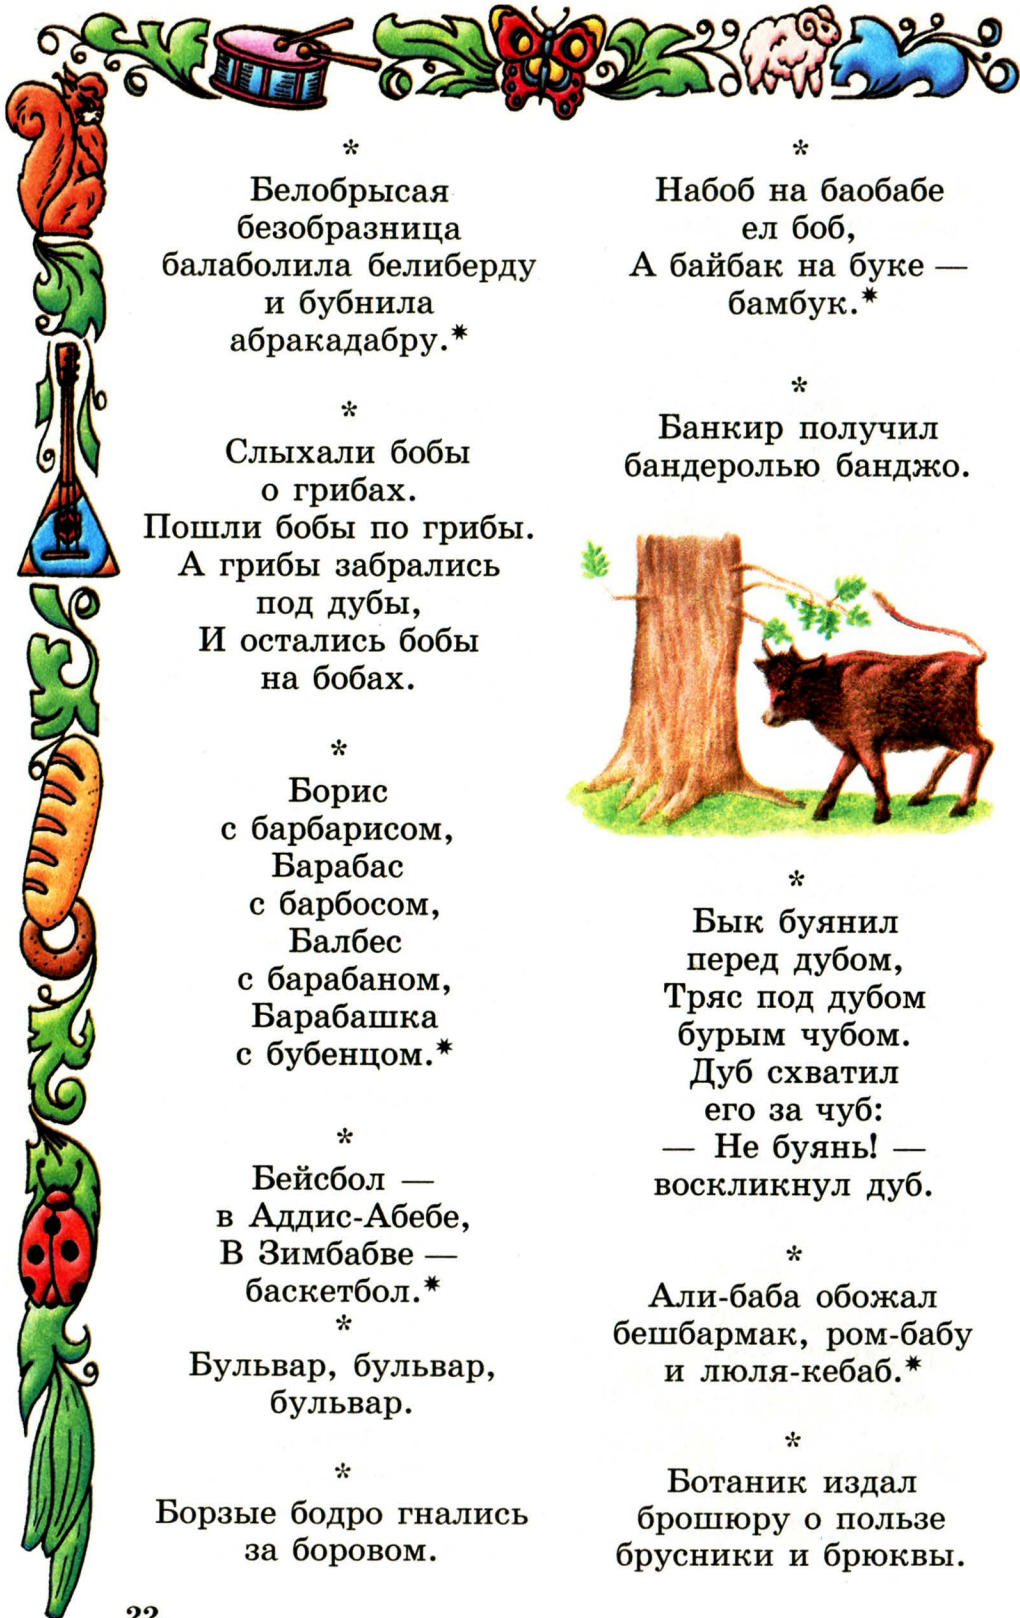 *
Белобрысая
безобразница
балаболила белиберду
и бубнила
абракадабру.*
*
Слыхали бобы
о грибах.
Пошли бобы по грибы.
А грибы забрались
под дубы,
И остались бобы
на бобах.
*
Борис
с барбарисом,
Барабас
с барбосом,
Балбес
с барабаном,
Барабашка
с бубенцом.*
*
Бейсбол —
в Аддис-Абебе,
В Зимбабве —
баскетбол.*
*
Бульвар, бульвар,
бульвар.
*
Борзые бодро гнались
за боровом.
*
Набоб на баобабе
ел боб,
А байбак на буке —
бамбук.*
*
Банкир получил
бандеролью банджо.
*
Бык буянил
перед дубом,
Тряс под дубом
бурым чубом.
Дуб схватил
его за чуб:
— Не буянь! —
воскликнул дуб.
*
Али-баба обожал
бешбармак, ром-бабу
и люля-кебаб.*
*
Ботаник издал
брошюру о пользе
брусники и брюквы.